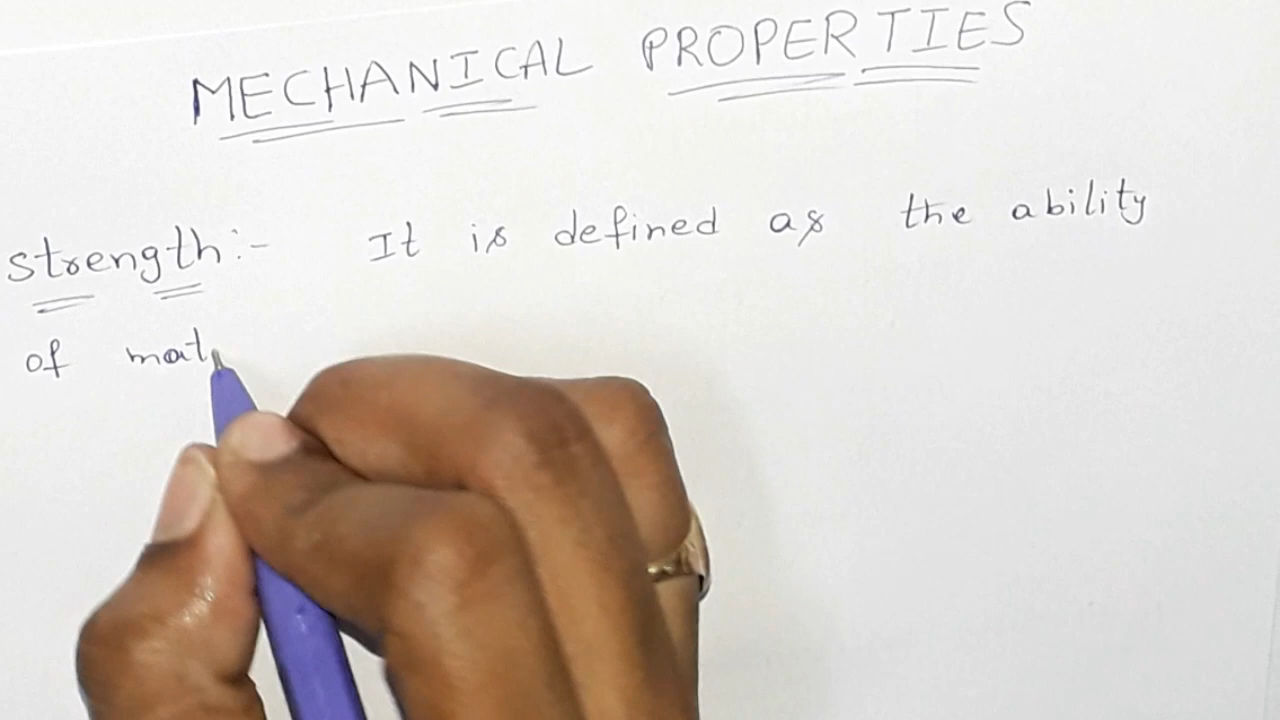 MECHANICAL PROPERTIES
strength:- It is defined as the ability
of mat